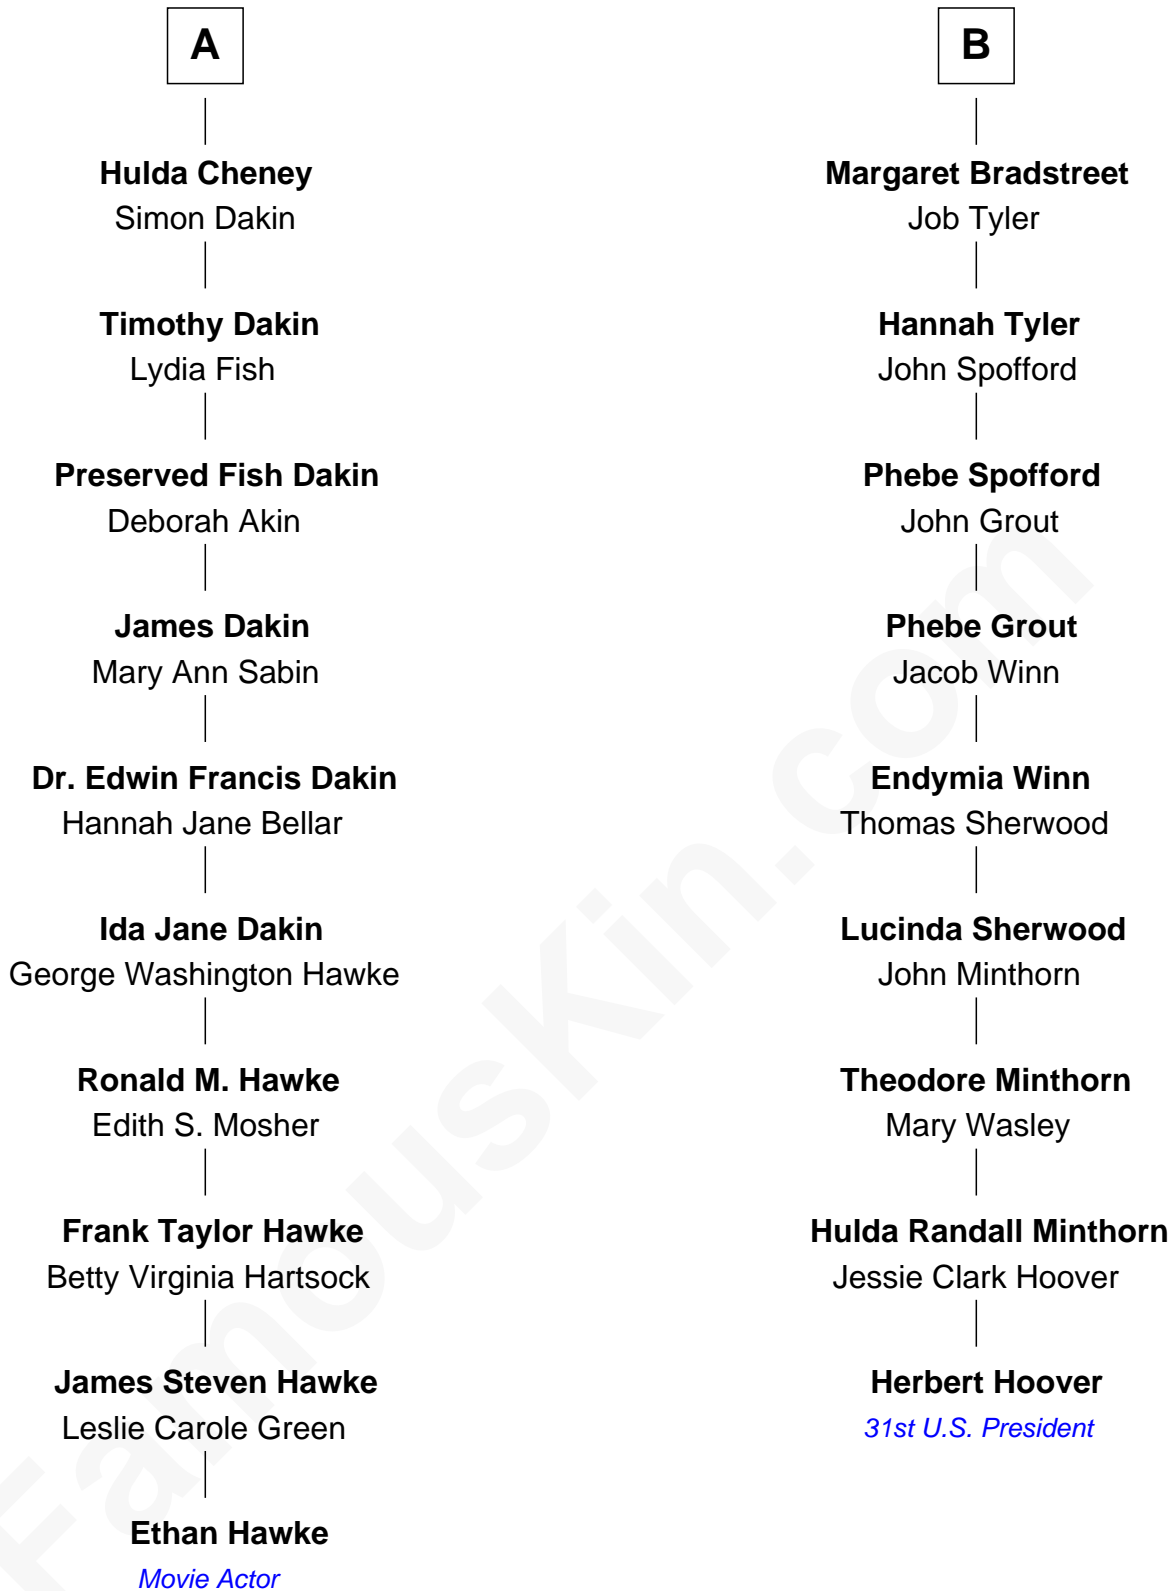 A
Hulda Cheney
Simon Dakin
Timothy Dakin
Lydia Fish
Preserved Fish Dakin
Deborah Akin
James Dakin
Mary Ann Sabin
Dr. Edwin Francis Dakin
Hannah Jane Bellar
Ida Jane Dakin
George Washington Hawke
Ronald M. Hawke
Edith S. Mosher
Frank Taylor Hawke
Betty Virginia Hartsock
James Steven Hawke
Leslie Carole Green
Ethan Hawke
Movie Actor
B
Margaret Bradstreet
Job Tyler
Hannah Tyler
John Spofford
Phebe Spofford
John Grout
Phebe Grout
Jacob Winn
Endymia Winn
Thomas Sherwood
Lucinda Sherwood
John Minthorn
Theodore Minthorn
Mary Wasley
Hulda Randall Minthorn
Jessie Clark Hoover
Herbert Hoover
31st U.S. President
FamousKin.com